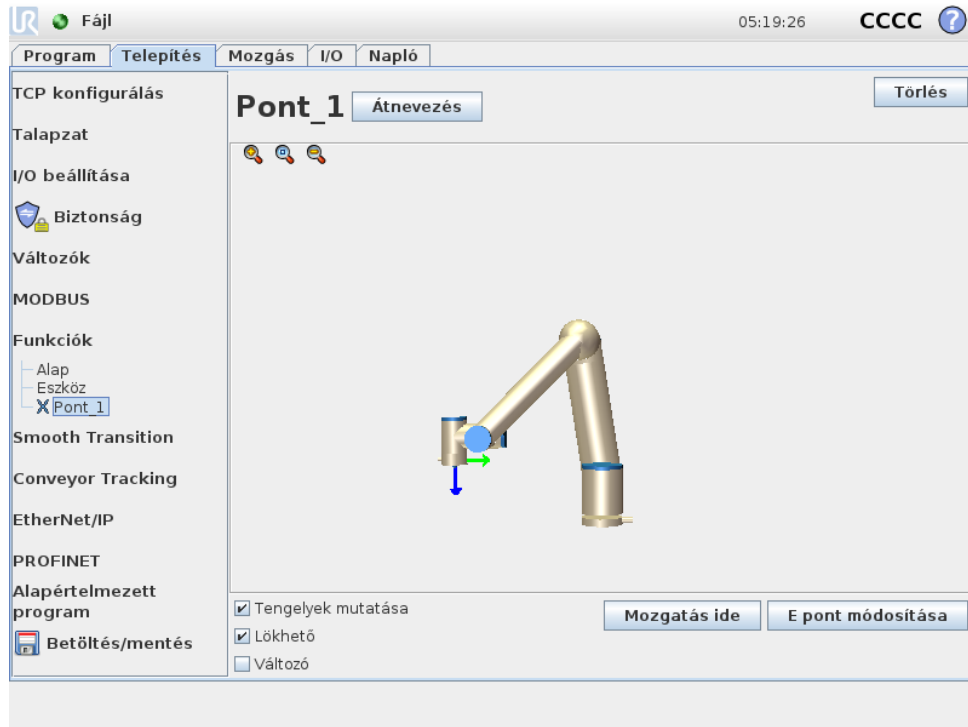 UR Fájl 05:19:26 CCCC ?
Program Telepítés Mozgás I/O Napló
TCP konfigurálás
Talapzat
I/O beállítása
Biztonság
Változók
MODBUS
Funkciók
Alap
Eszköz
Pont_1
Smooth Transition
Conveyor Tracking
EtherNet/IP
PROFINET
Alapértelmezett
program
Betöltés/mentés
Pont_1 Átnevezés Törlés
Tengelyek mutatása
Lökhető
Változó
Mozgatás ide E pont módosítása